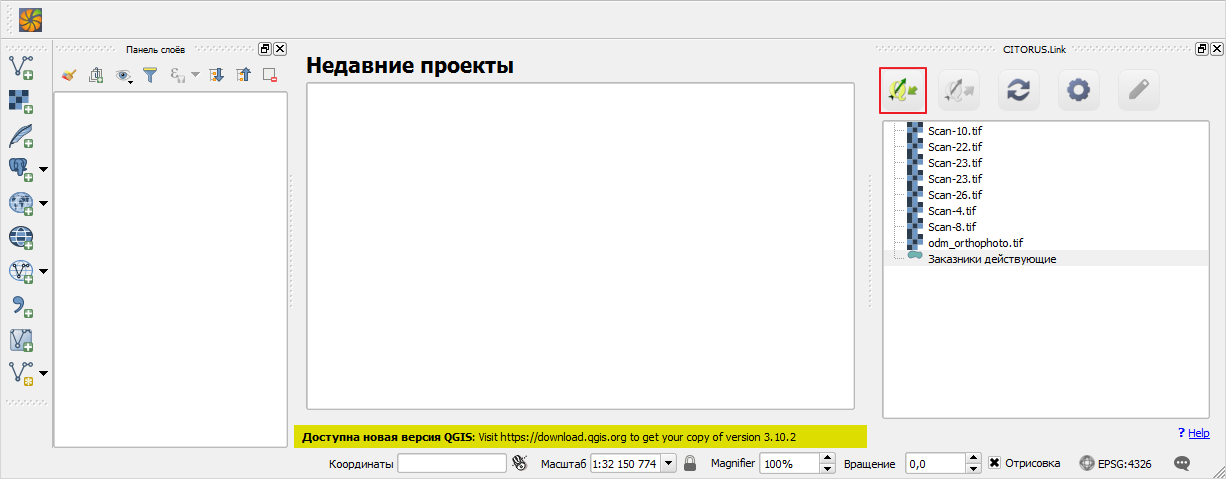 Панель слоёв
CITORUS.Link
Недавние проекты
Scan-10.tif
Scan-22.tif
Scan-23.tif
Scan-23.tif
Scan-26.tif
Scan-4.tif
Scan-8.tif
odm_orthophoto.tif
Заказники действующие
Доступна новая версия QGIS: Visit https://download.qgis.org to get your copy of version 3.10.2
? Help
Координаты Масштаб 1:32 150 774 Magnifier 100% Вращение 0,0 Отрисовка EPSG:4326